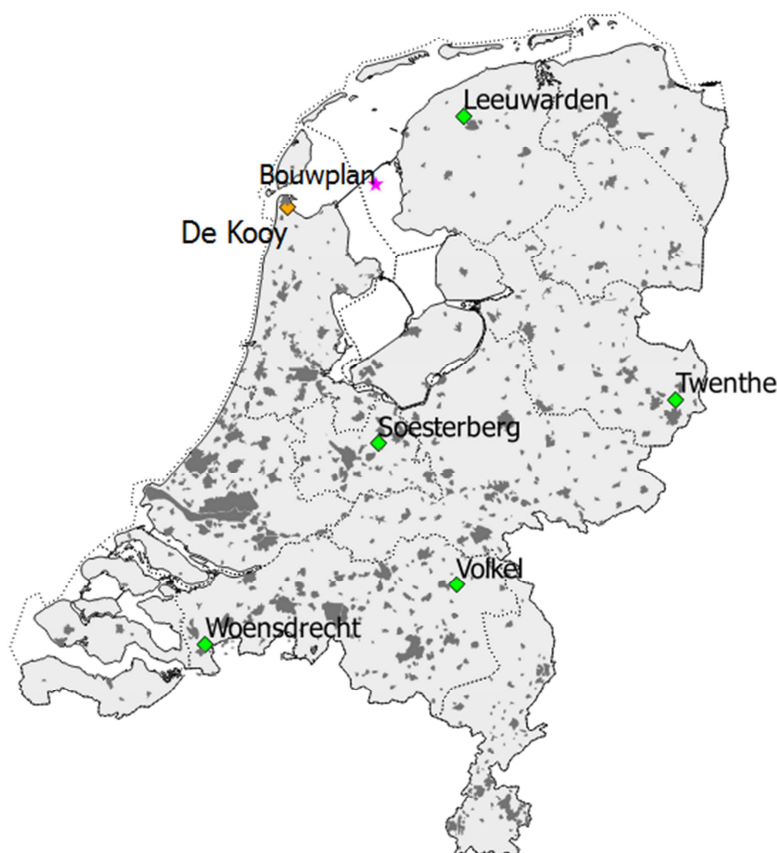 Leeuwarden
Bouwplan
De Kooy
Twenthe
Soesterberg
Volkel
Woensdrecht